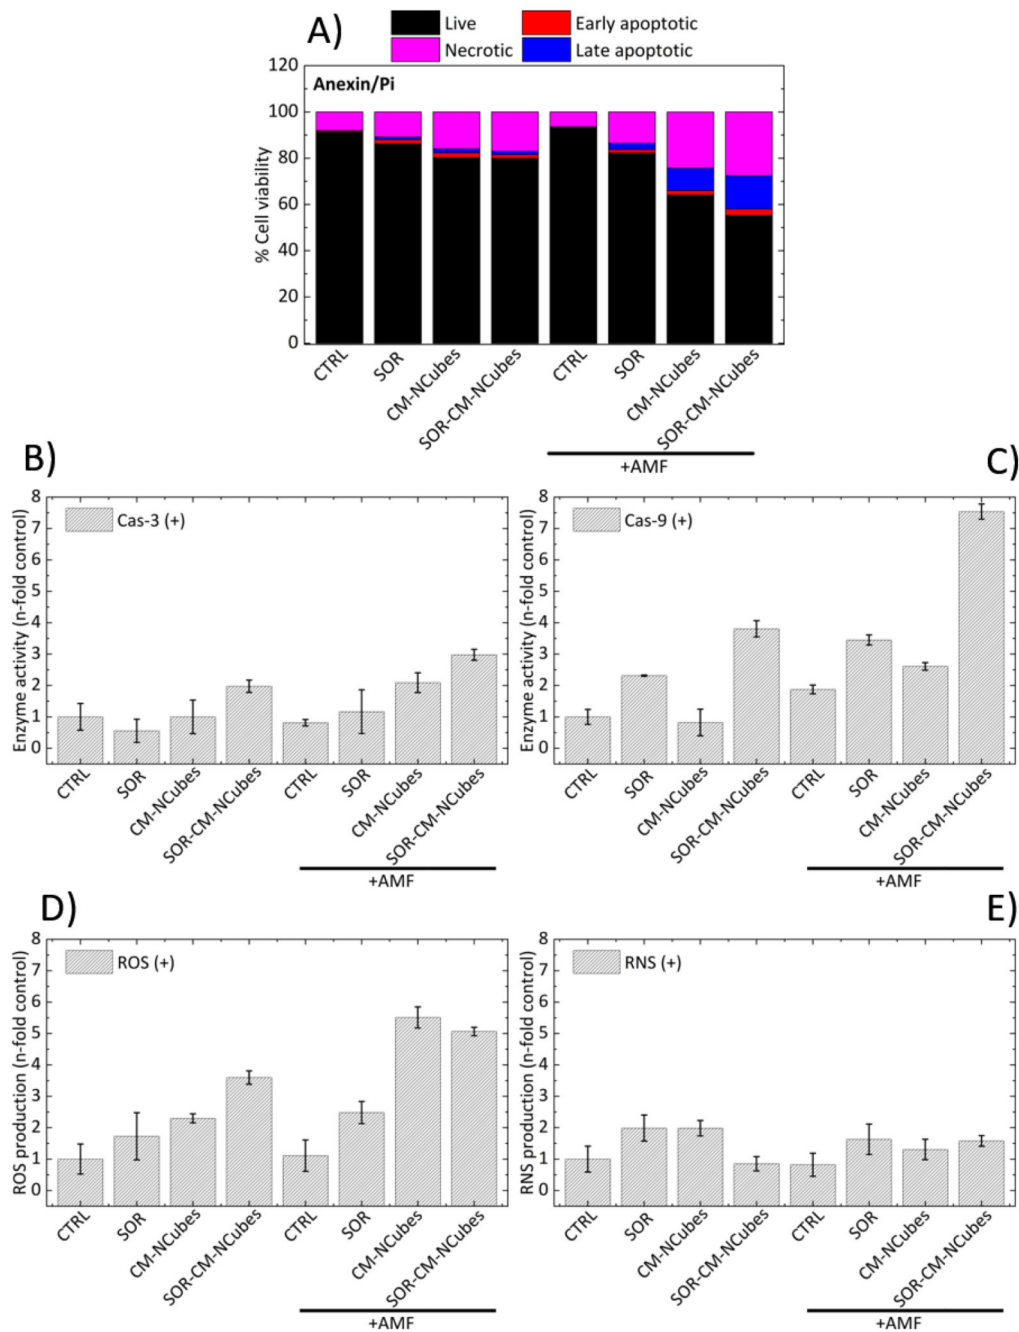 A)
Live
Early apoptotic
Necrotic
Late apoptotic
Anexin/Pi
% Cell viability
120
100
80
60
40
20
0
CTRL
SOR
CM-NCubes
SOR-CM-NCubes
CTRL
SOR
CM-NCubes
SOR-CM-NCubes
+AMF
B)
Cas-3 (+)
Enzyme activity (n-fold control)
8
7
6
5
4
3
2
1
0
CTRL
SOR
CM-NCubes
SOR-CM-NCubes
CTRL
SOR
CM-NCubes
SOR-CM-NCubes
+AMF
C)
Cas-9 (+)
Enzyme activity (n-fold control)
8
7
6
5
4
3
2
1
0
CTRL
SOR
CM-NCubes
SOR-CM-NCubes
CTRL
SOR
CM-NCubes
SOR-CM-NCubes
+AMF
D)
ROS (+)
ROS production (n-fold control)
8
7
6
5
4
3
2
1
0
CTRL
SOR
CM-NCubes
SOR-CM-NCubes
CTRL
SOR
CM-NCubes
SOR-CM-NCubes
+AMF
E)
RNS (+)
RNS production (n-fold control)
8
7
6
5
4
3
2
1
0
CTRL
SOR
CM-NCubes
SOR-CM-NCubes
CTRL
SOR
CM-NCubes
SOR-CM-NCubes
+AMF